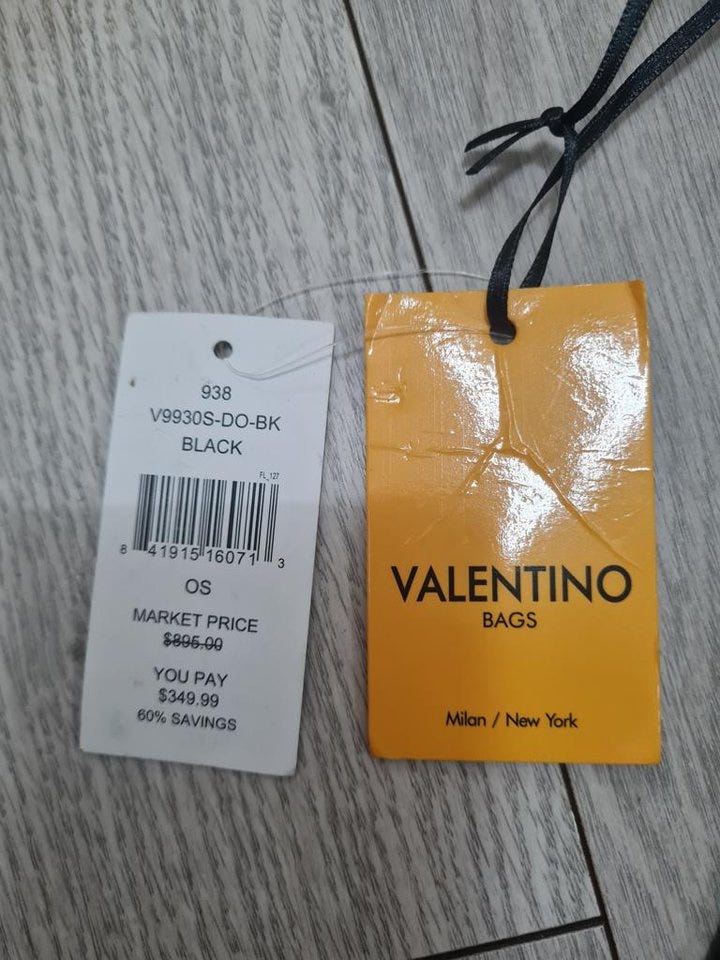 938
V9930S-DO-BK
BLACK
FL_127
8 41915 16071 3
OS
MARKET PRICE
$895.00
YOU PAY
$349.99
60% SAVINGS
VALENTINO
BAGS
Milan / New York